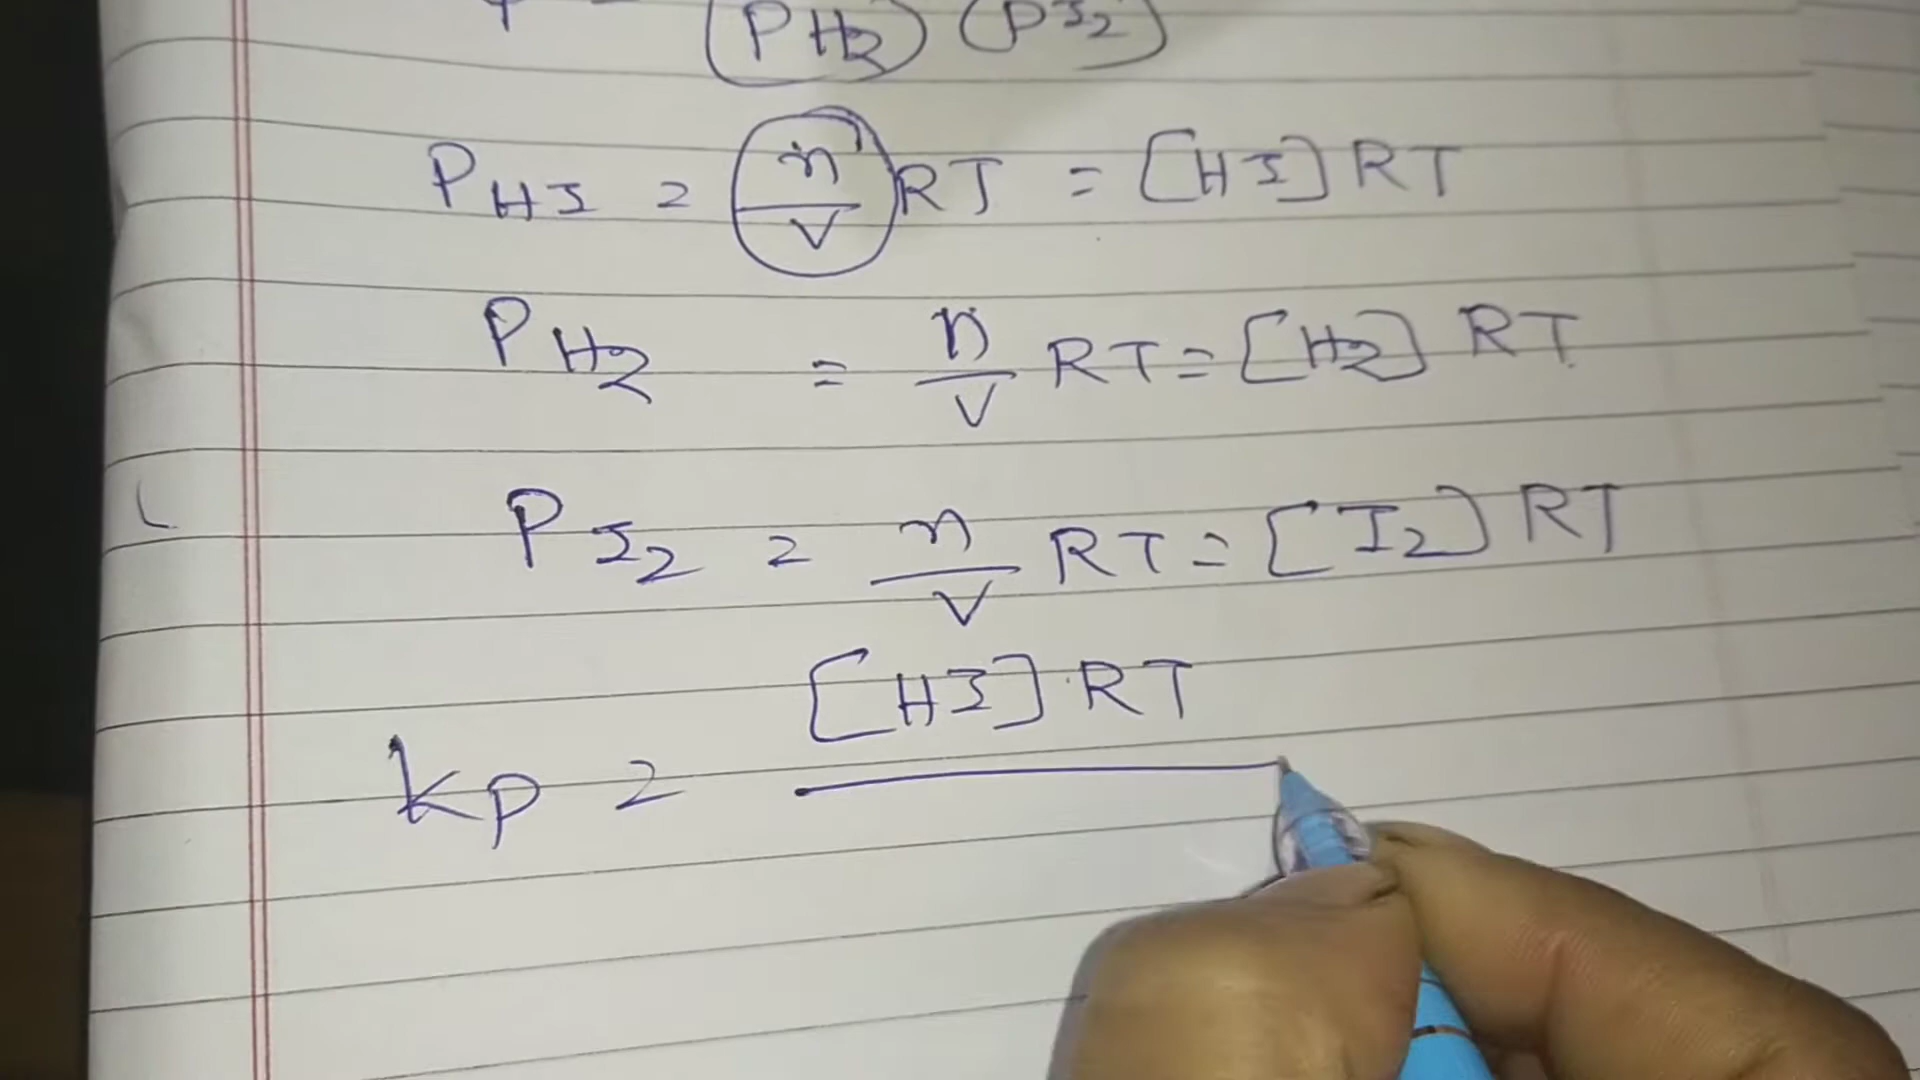 (PH2) (PI2)
PHI = n/V RT = [HI] RT
PH2 = n/V RT = [H2] RT
PI2 = n/V RT = [I2] RT
kp = [HI] RT